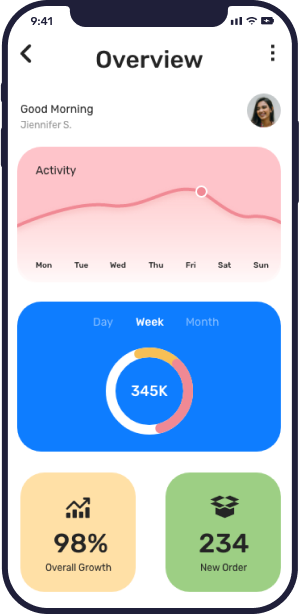 9:41
Overview
Good Morning
Jiennifer S.
Activity
Mon Tue Wed Thu Fri Sat Sun
Day Week Month
345K
98% 234
Overall Growth New Order